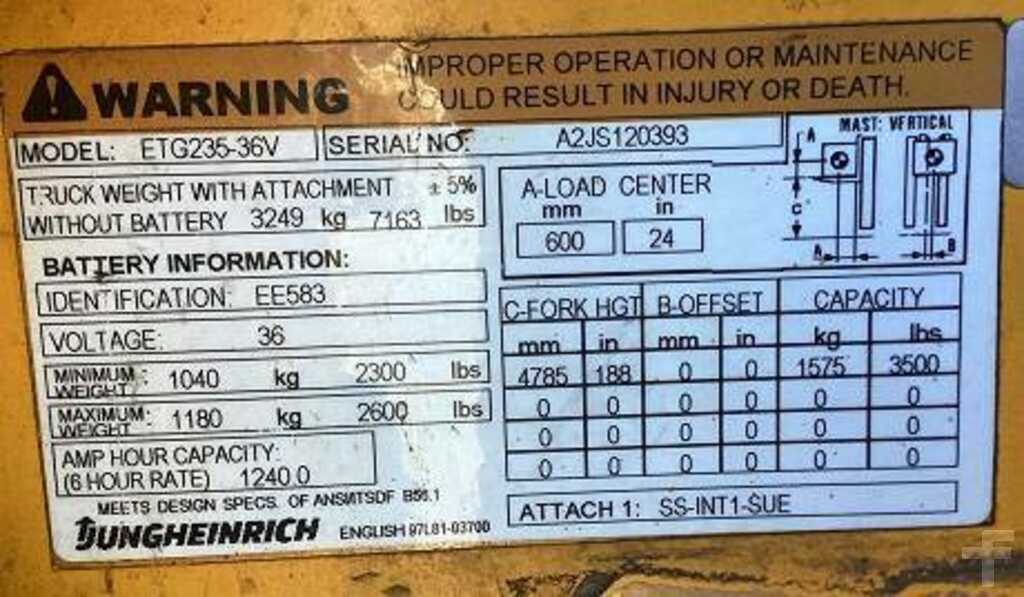 WARNING
IMPROPER OPERATION OR MAINTENANCE
COULD RESULT IN INJURY OR DEATH.
MODEL: ETG235-36V
SERIAL NO: A2JS120393
TRUCK WEIGHT WITH ATTACHMENT ± 5%
WITHOUT BATTERY 3249 kg 7163 lbs
BATTERY INFORMATION:
IDENTIFICATION: EE583
VOLTAGE: 36
MINIMUM WEIGHT: 1040 kg 2300 lbs
MAXIMUM WEIGHT: 1180 kg 2600 lbs
AMP HOUR CAPACITY:
(6 HOUR RATE) 1240.0
MEETS DESIGN SPECS. OF ANSI/ITSDF B56.1
JUNGHEINRICH ENGLISH 97L81-03700
A-LOAD CENTER
mm in
600 24
MAST: VERTICAL
A
C
A B
C-FORK HGT B-OFFSET CAPACITY
mm in mm in kg lbs
4785 188 0 0 1575 3500
0 0 0 0 0 0
0 0 0 0 0 0
0 0 0 0 0 0
ATTACH 1: SS-INT1-SUE